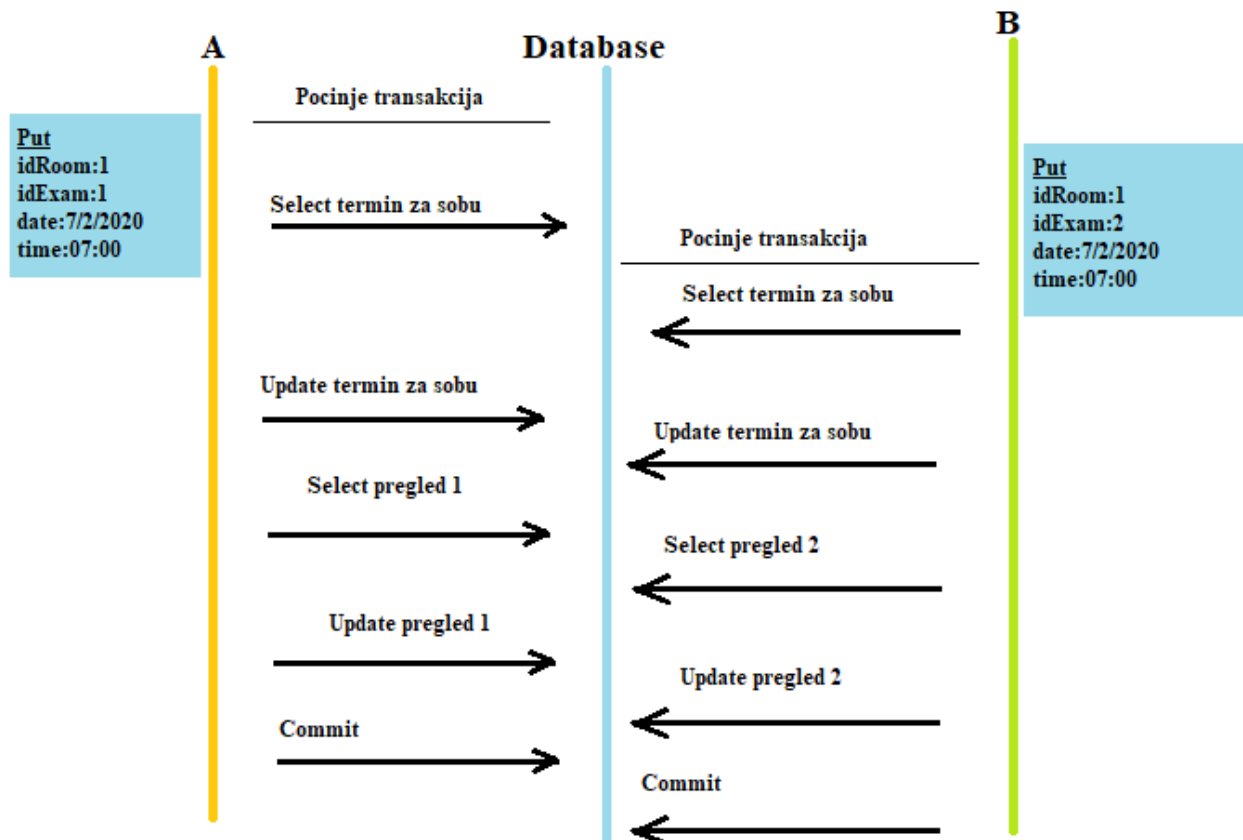 A
Database
B
Pocinje transakcija
Put
idRoom:1
idExam:1
date:7/2/2020
time:07:00
Put
idRoom:1
idExam:2
date:7/2/2020
time:07:00
Select termin za sobu
Pocinje transakcija
Select termin za sobu
Update termin za sobu
Update termin za sobu
Select pregled 1
Select pregled 2
Update pregled 1
Update pregled 2
Commit
Commit